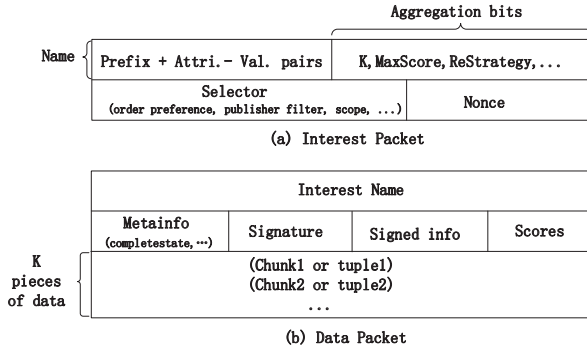 Aggregation bits
Name
Prefix + Attri.- Val. pairs
K, MaxScore, ReStrategy, ...
Selector
(order preference, publisher filter, scope, ...)
Nonce
(a) Interest Packet
Interest Name
Metainfo
(completestate, ...)
Signature
Signed info
Scores
K
pieces
of data
(Chunk1 or tuple1)
(Chunk2 or tuple2)
...
(b) Data Packet